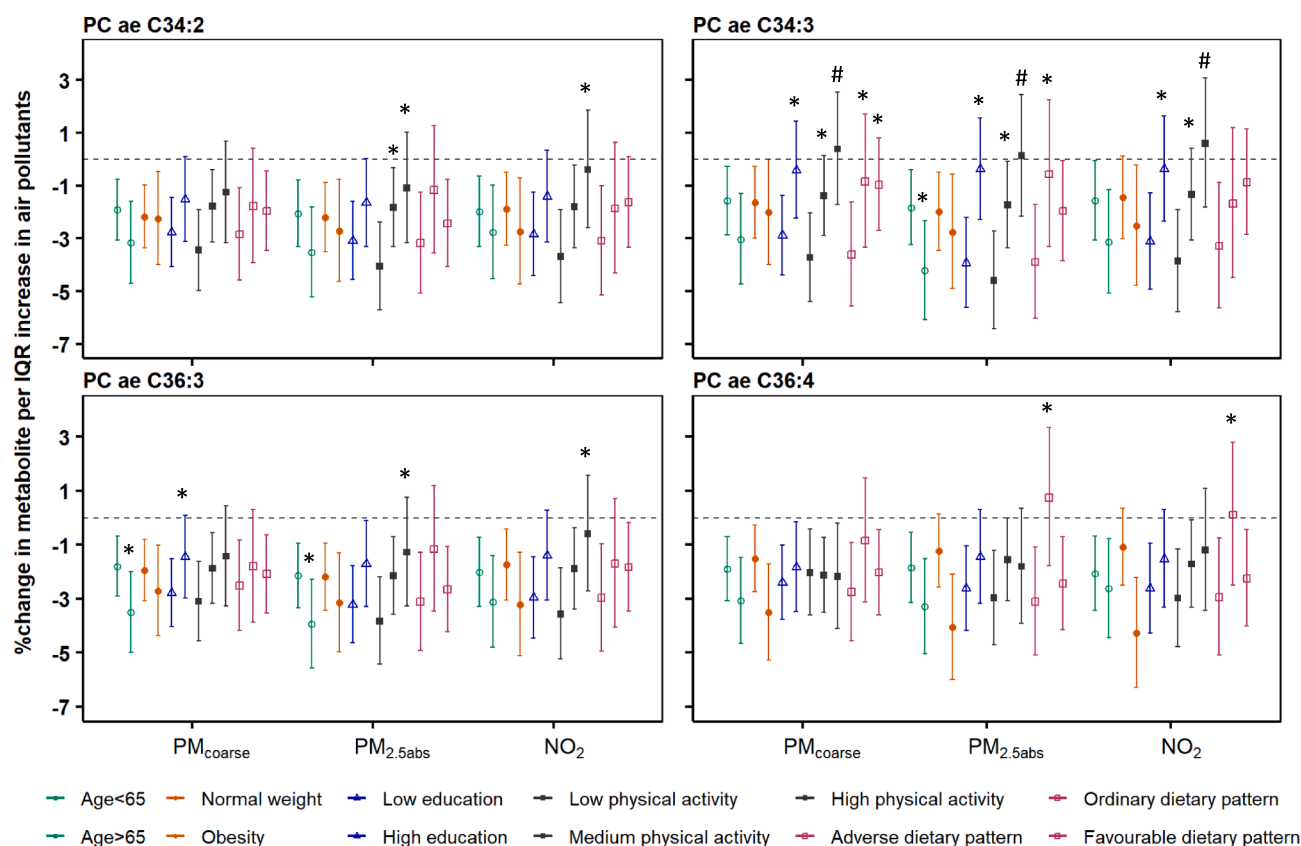 PC ae C34:2
PC ae C34:3
3
1
-1
-3
-5
-7
* * *
* * # * * * * * # * * * #
PC ae C36:3
PC ae C36:4
3
1
-1
-3
-5
-7
* * * * *
* *
%change in metabolite per IQR increase in air pollutants
PMcoarse PM2.5abs NO2
PMcoarse PM2.5abs NO2
Age<65 Normal weight Low education Low physical activity High physical activity Ordinary dietary pattern
Age>65 Obesity High education Medium physical activity Adverse dietary pattern Favourable dietary pattern